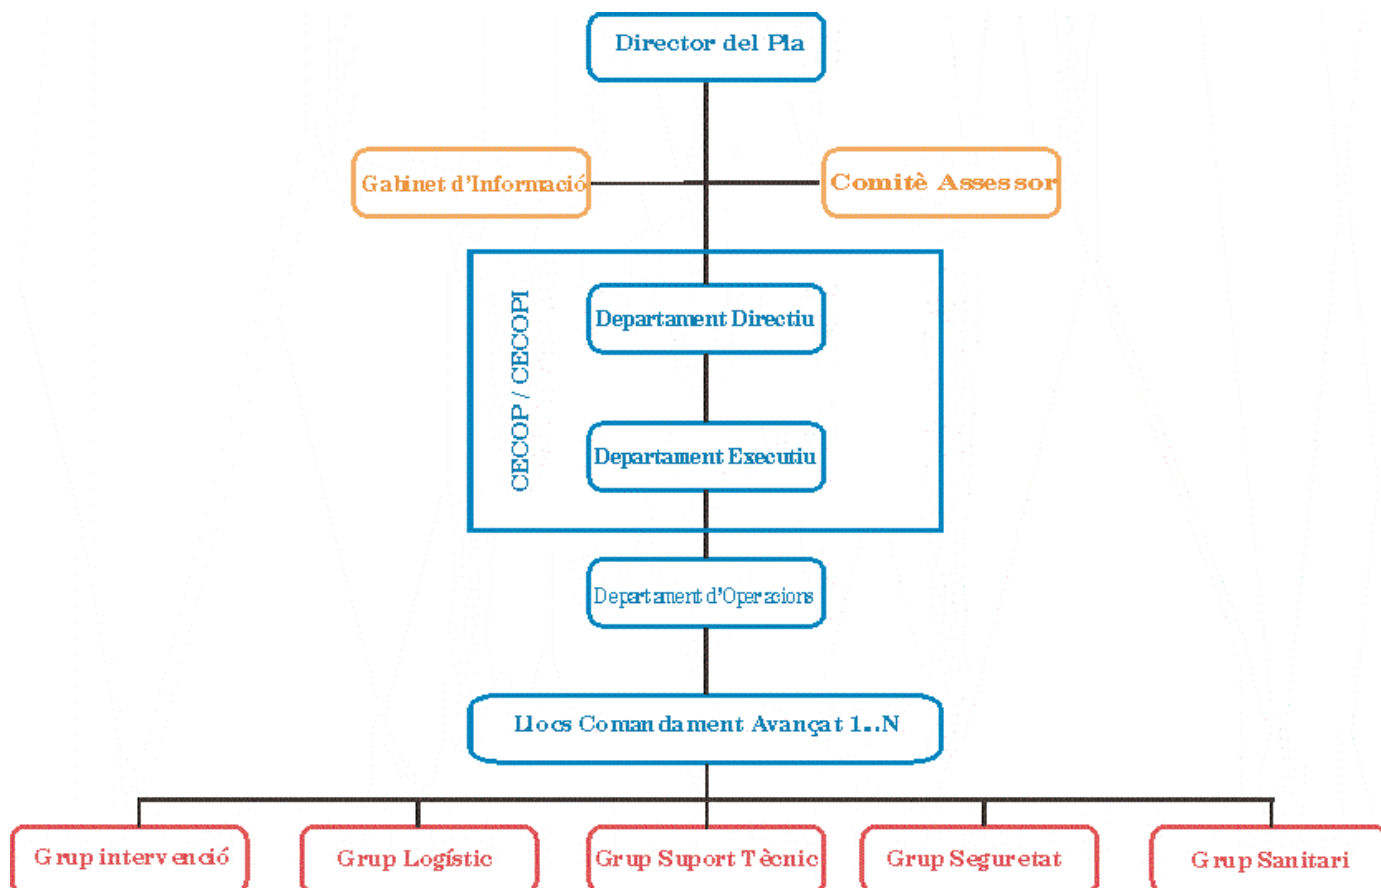 Director del Pla
Gabinet d'Informació
Comitè Assessor
CECOP / CECOPI
Departament Directiu
Departament Executiu
Departament d'Operacions
Llocs Comandament Avançat 1..N
Grup intervenció
Grup Logístic
Grup Suport Tècnic
Grup Seguretat
Grup Sanitari